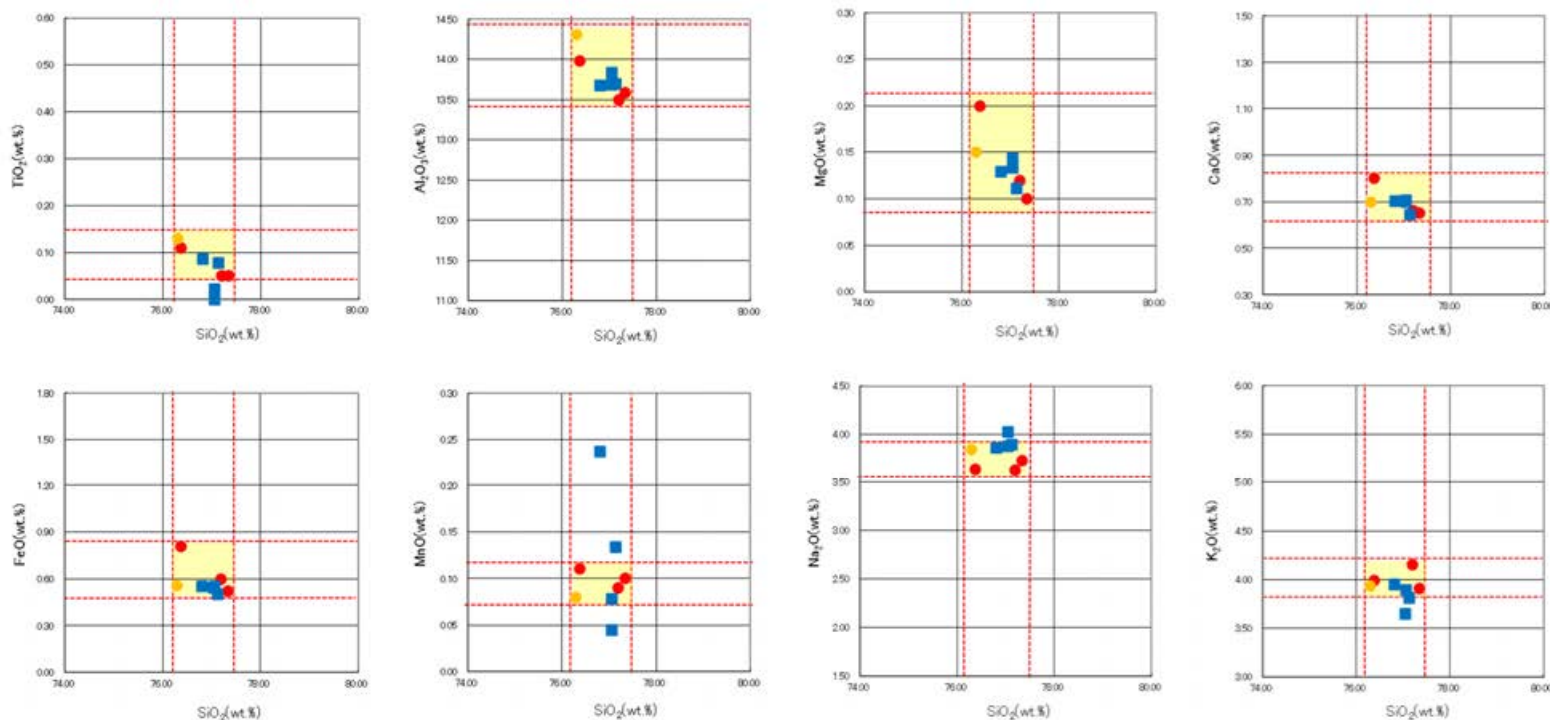 TiO₂(wt.%)
0.60
0.50
0.40
0.30
0.20
0.10
0.00
74.00 76.00 78.00 80.00
SiO₂(wt.%)
Al₂O₃(wt.%)
14.50
14.00
13.50
13.00
12.50
12.00
11.50
11.00
74.00 76.00 78.00 80.00
SiO₂(wt.%)
MgO(wt.%)
0.30
0.25
0.20
0.15
0.10
0.05
0.00
74.00 76.00 78.00 80.00
SiO₂(wt.%)
CaO(wt.%)
1.50
1.30
1.10
0.90
0.70
0.50
0.30
74.00 76.00 78.00 80.00
SiO₂(wt.%)
FeO(wt.%)
1.80
1.50
1.20
0.90
0.60
0.30
0.00
74.00 76.00 78.00 80.00
SiO₂(wt.%)
MnO(wt.%)
0.30
0.25
0.20
0.15
0.10
0.05
0.00
74.00 76.00 78.00 80.00
SiO₂(wt.%)
Na₂O(wt.%)
4.50
4.00
3.50
3.00
2.50
2.00
1.50
74.00 76.00 78.00 80.00
SiO₂(wt.%)
K₂O(wt.%)
6.00
5.50
5.00
4.50
4.00
3.50
3.00
74.00 76.00 78.00 80.00
SiO₂(wt.%)